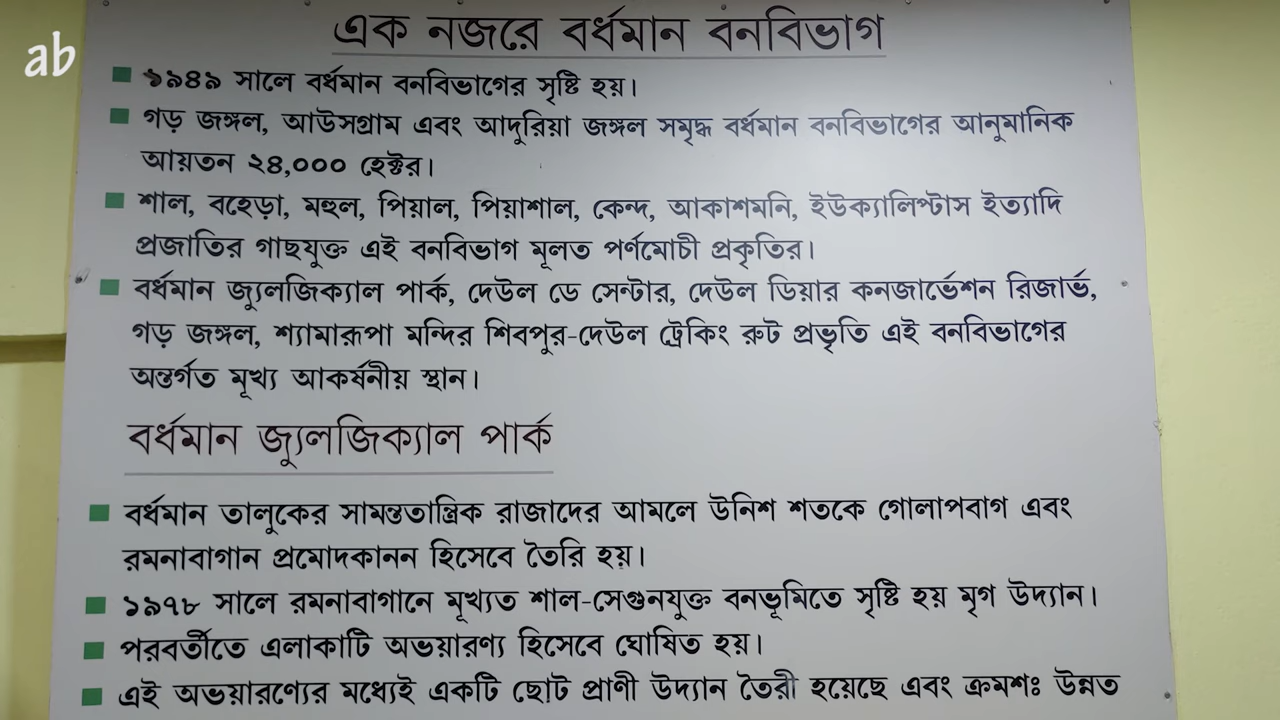 এক নজরে বর্ধমান বনবিভাগ
ab
১৯৪৯ সালে বর্ধমান বনবিভাগের সৃষ্টি হয়।
গড় জঙ্গল, আউসগ্রাম এবং আদুরিয়া জঙ্গল সমৃদ্ধ বর্ধমান বনবিভাগের আনুমানিক
আয়তন ২৪,০০০ হেক্টর।
শাল, বহেড়া, মহুল, পিয়াল, পিয়াশাল, কেন্দ, আকাশমনি, ইউক্যালিপ্টাস ইত্যাদি
প্রজাতির গাছযুক্ত এই বনবিভাগ মূলত পর্ণমোচী প্রকৃতির।
বর্ধমান জ্যুলজিক্যাল পার্ক, দেউল ডে সেন্টার, দেউল ডিয়ার কনজার্ভেশন রিজার্ভ,
গড় জঙ্গল, শ্যামারূপা মন্দির শিবপুর-দেউল ট্রেকিং রুট প্রভৃতি এই বনবিভাগের
অন্তর্গত মূখ্য আকর্ষনীয় স্থান।
বর্ধমান জ্যুলজিক্যাল পার্ক
বর্ধমান তালুকের সামন্ততান্ত্রিক রাজাদের আমলে উনিশ শতকে গোলাপবাগ এবং
রমনাবাগান প্রমোদকানন হিসেবে তৈরি হয়।
১৯৭৮ সালে রমনাবাগানে মূখ্যত শাল-সেগুনযুক্ত বনভূমিতে সৃষ্টি হয় মৃগ উদ্যান।
পরবর্তীতে এলাকাটি অভয়ারণ্য হিসেবে ঘোষিত হয়।
এই অভয়ারণ্যের মধ্যেই একটি ছোট প্রাণী উদ্যান তৈরী হয়েছে এবং ক্রমশঃ উন্নত